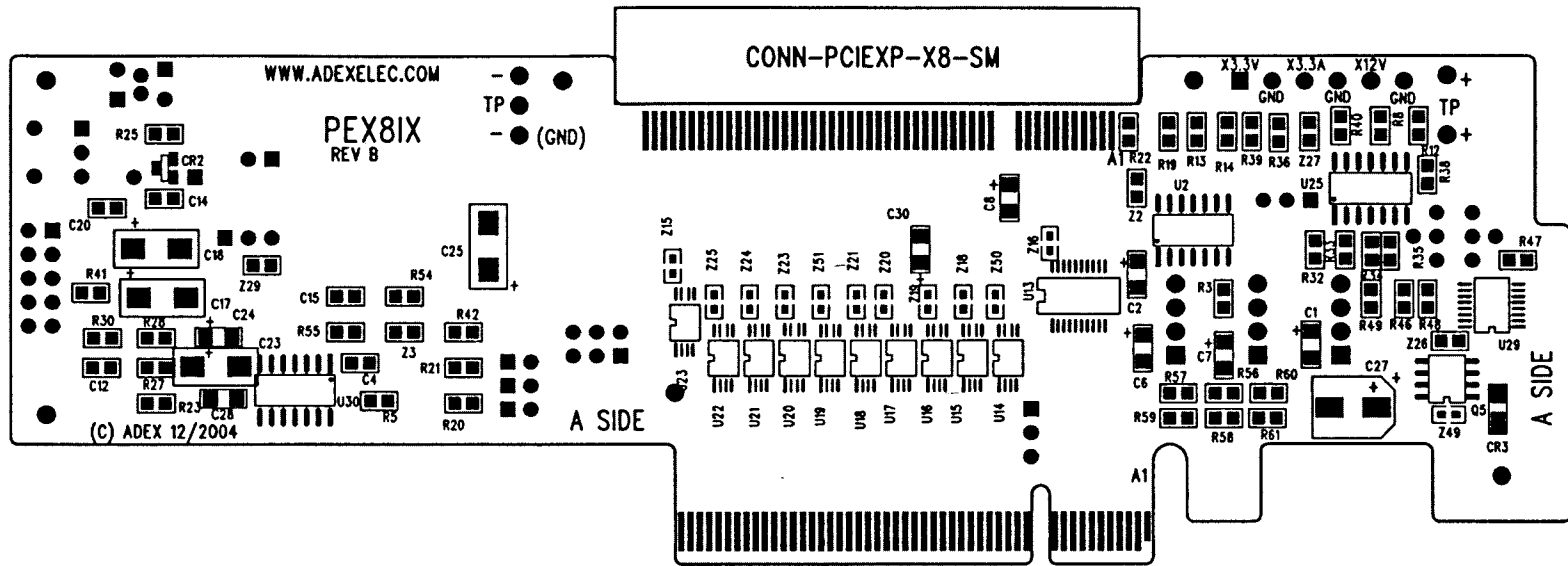 CONN-PCIEXP-X8-SM
WWW.ADEXELEC.COM
-
TP
- (GND)
PEX8IX
REV B
X3.3V X3.3A X12V
GND GND GND
+
TP
+
R25
CR2
C14
C20
+
C18
+
C17
Z29
R41
R30
R28
+
C24
C23
+
C12
R27
R23
C28
U30
(C) ADEX 12/2004
C15
R54
R55
Z3
C4
R5
R42
R21
R20
C25
+
A SIDE
Z15
Z25
Z24
Z23
Z51
Z21
Z20
C30
+
Z19
Z18
Z50
U23
U22
U21
U20
U19
U18
U17
U16
U15
U14
+
C8
Z16
U13
A1
R22
R19
R13
R14
R39
R36
Z27
R40
R8
R12
R38
Z2
U2
U25
+
C2
R3
R32
R33
Z34
R35
R47
R49
R46
R48
U29
+
C6
+
C7
+
C1
Z26
R57
R56
R60
R59
R58
R61
C27
+
+
Q5
Z49
CR3
A SIDE
A1